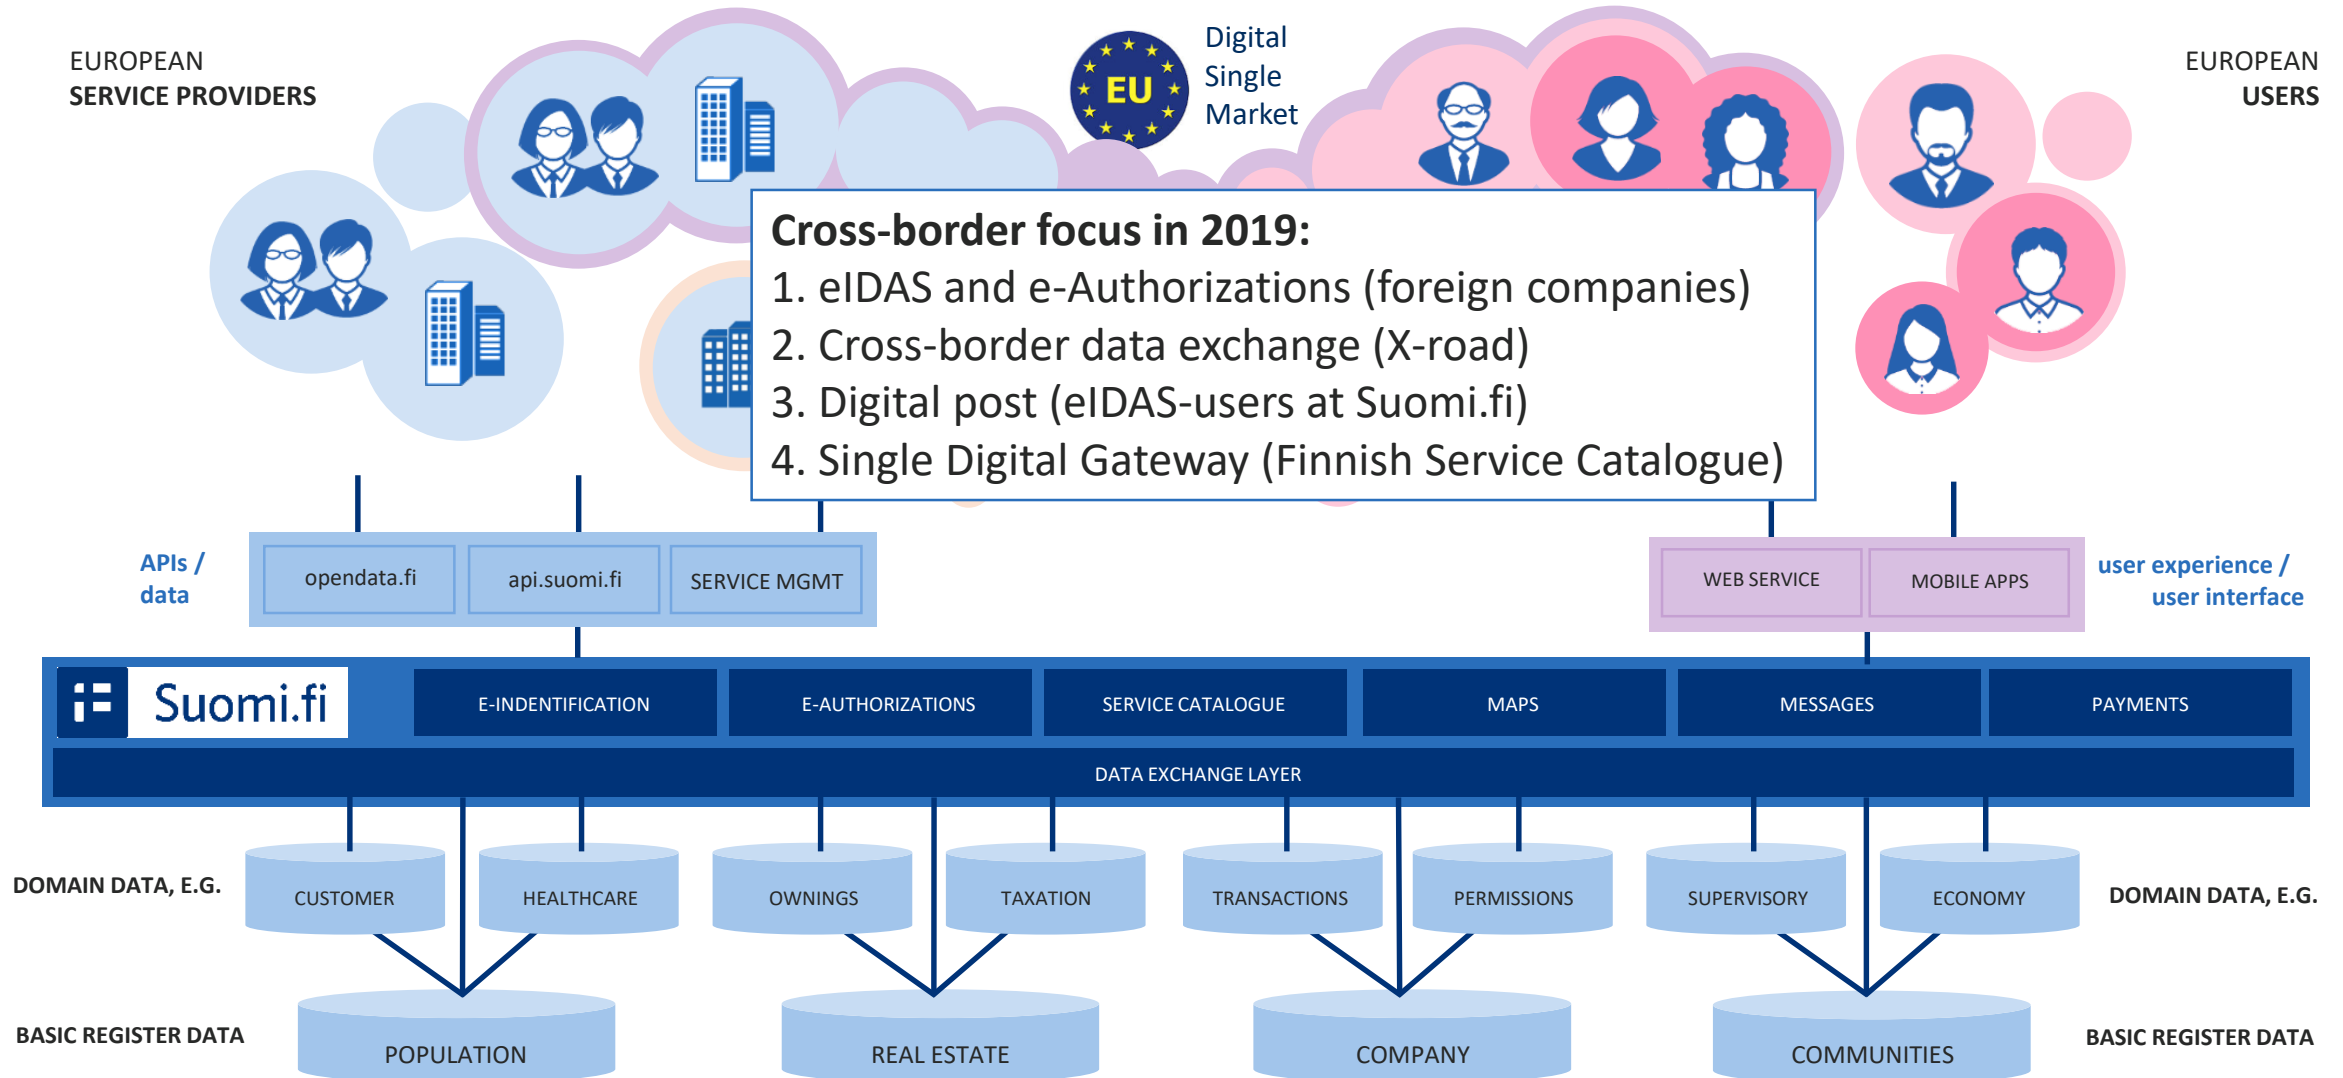 EUROPEAN
SERVICE PROVIDERS
EU
Digital
Single
Market
EUROPEAN
USERS
Cross-border focus in 2019:
1. eIDAS and e-Authorizations (foreign companies)
2. Cross-border data exchange (X-road)
3. Digital post (eIDAS-users at Suomi.fi)
4. Single Digital Gateway (Finnish Service Catalogue)
APIs /
data
opendata.fi
api.suomi.fi
SERVICE MGMT
WEB SERVICE
MOBILE APPS
user experience /
user interface
Suomi.fi
E-INDENTIFICATION
E-AUTHORIZATIONS
SERVICE CATALOGUE
MAPS
MESSAGES
PAYMENTS
DATA EXCHANGE LAYER
DOMAIN DATA, E.G.
CUSTOMER
HEALTHCARE
OWNINGS
TAXATION
TRANSACTIONS
PERMISSIONS
SUPERVISORY
ECONOMY
DOMAIN DATA, E.G.
BASIC REGISTER DATA
POPULATION
REAL ESTATE
COMPANY
COMMUNITIES
BASIC REGISTER DATA